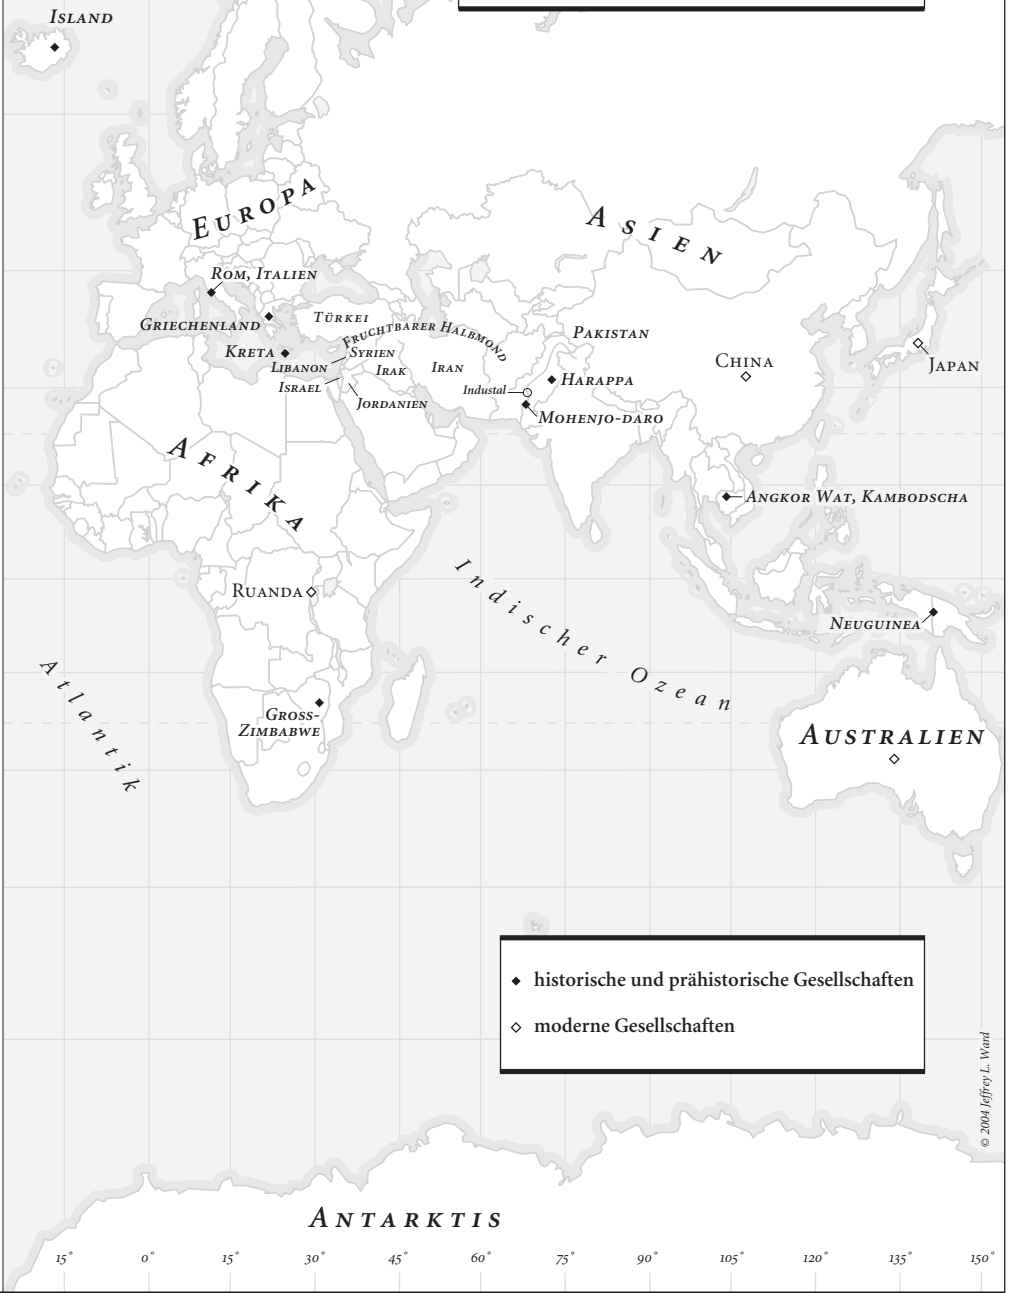 ISLAND
EUROPA
ASIEN
ROM, ITALIEN
GRIECHENLAND
TÜRKEI
FRUCHTBARER HALBMOND
PAKISTAN
KRETA
LIBANON
SYRIEN
IRAK
IRAN
CHINA
JAPAN
ISRAEL
JORDANIEN
Industal
HARAPPA
MOHENJO-DARO
AFRIKA
ANGKOR WAT, KAMBODSCHA
RUANDA
Indischer Ozean
NEUGUINEA
Atlantik
GROSS-
ZIMBABWE
AUSTRALIEN
historische und prähistorische Gesellschaften
moderne Gesellschaften
© 2004 Jeffrey L. Ward
ANTARKTIS
15° 0° 15° 30° 45° 60° 75° 90° 105° 120° 135° 150°